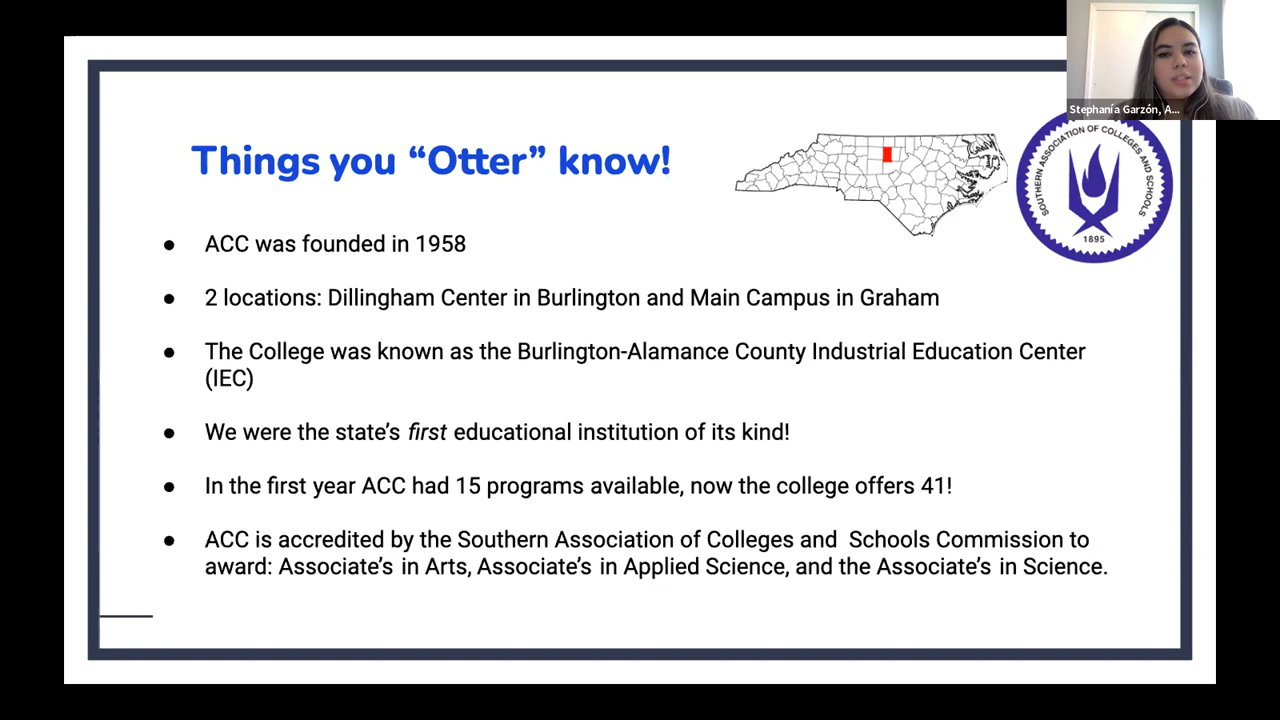 Stephanía Garzón, A...
Things you “Otter” know!
SOUTHERN ASSOCIATION OF COLLEGES AND SCHOOLS
1895
● ACC was founded in 1958
● 2 locations: Dillingham Center in Burlington and Main Campus in Graham
● The College was known as the Burlington-Alamance County Industrial Education Center
(IEC)
● We were the state’s first educational institution of its kind!
● In the first year ACC had 15 programs available, now the college offers 41!
● ACC is accredited by the Southern Association of Colleges and  Schools Commission to
award: Associate’s in Arts, Associate’s in Applied Science, and the Associate’s in Science.